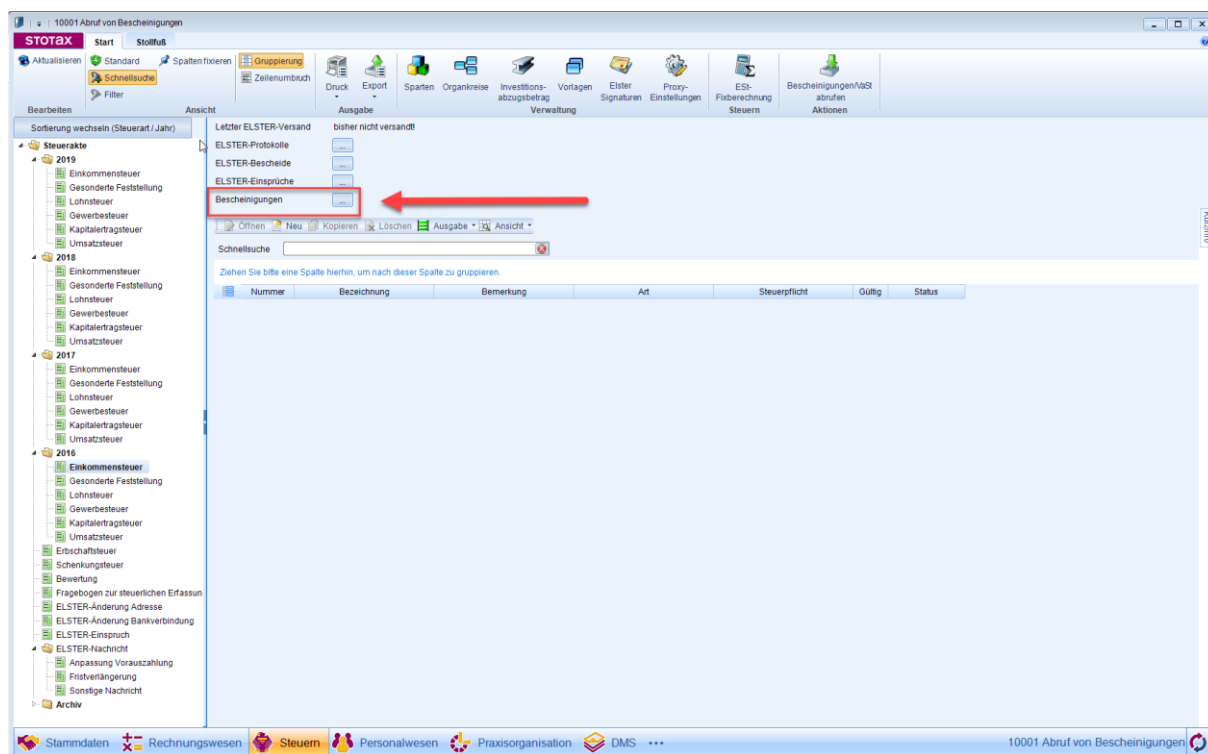 10001 Abruf von Bescheinigungen
STOTAX Start Stollfuß
Aktualisieren Standard Spalten fixieren Gruppierung
Schnellsuche Zeilenumbruch
Filter
Druck Export Sparten Organkreise Investitions-abzugsbetrag Vorlagen Elster Signaturen Proxy-Einstellungen ESt-Fixberechnung Bescheinigungen/VaSt abrufen
Bearbeiten Ansicht Ausgabe Verwaltung Steuern Aktionen
Sortierung wechseln (Steuerart / Jahr)
Steuerakte
2019
Einkommensteuer
Gesonderte Feststellung
Lohnsteuer
Gewerbesteuer
Kapitalertragsteuer
Umsatzsteuer
2018
Einkommensteuer
Gesonderte Feststellung
Lohnsteuer
Gewerbesteuer
Kapitalertragsteuer
Umsatzsteuer
2017
Einkommensteuer
Gesonderte Feststellung
Lohnsteuer
Gewerbesteuer
Kapitalertragsteuer
Umsatzsteuer
2016
Einkommensteuer
Gesonderte Feststellung
Lohnsteuer
Gewerbesteuer
Kapitalertragsteuer
Umsatzsteuer
Erbschaftsteuer
Schenkungsteuer
Bewertung
Fragebogen zur steuerlichen Erfassun
ELSTER-Änderung Adresse
ELSTER-Änderung Bankverbindung
ELSTER-Einspruch
ELSTER-Nachricht
Anpassung Vorauszahlung
Fristverlängerung
Sonstige Nachricht
Archiv
Letzter ELSTER-Versand bisher nicht versandt!
ELSTER-Protokolle ...
ELSTER-Bescheide ...
ELSTER-Einsprüche ...
Bescheinigungen ...
Öffnen Neu Kopieren Löschen Ausgabe Ansicht
Schnellsuche
Ziehen Sie bitte eine Spalte hierhin, um nach dieser Spalte zu gruppieren.
Nummer Bezeichnung Bemerkung Art Steuerpflicht Gültig Status
Kurzinfo
Stammdaten Rechnungswesen Steuern Personalwesen Praxisorganisation DMS ... 10001 Abruf von Bescheinigungen